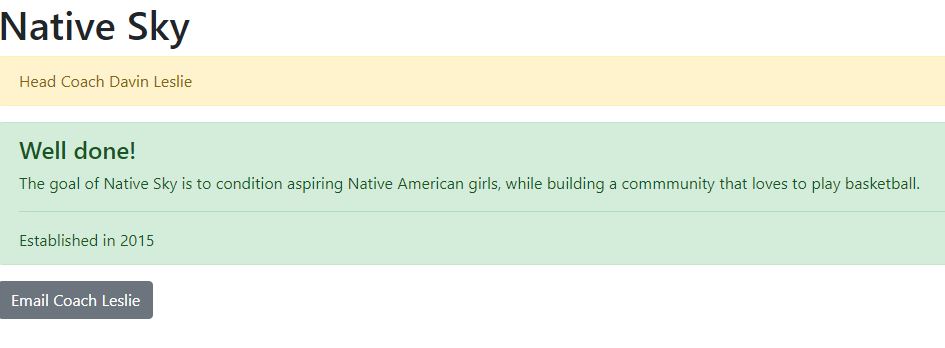 Native Sky
Head Coach Davin Leslie
Well done!
The goal of Native Sky is to condition aspiring Native American girls, while building a commmunity that loves to play basketball.
Established in 2015
Email Coach Leslie